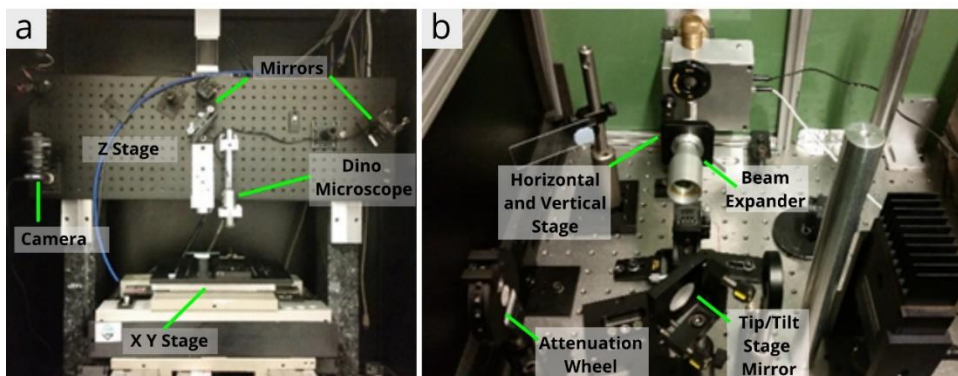 a
Mirrors
Z Stage
Dino
Microscope
Camera
X Y Stage
b
Horizontal
and Vertical
Stage
Beam
Expander
Attenuation
Wheel
Tip/Tilt
Stage
Mirror